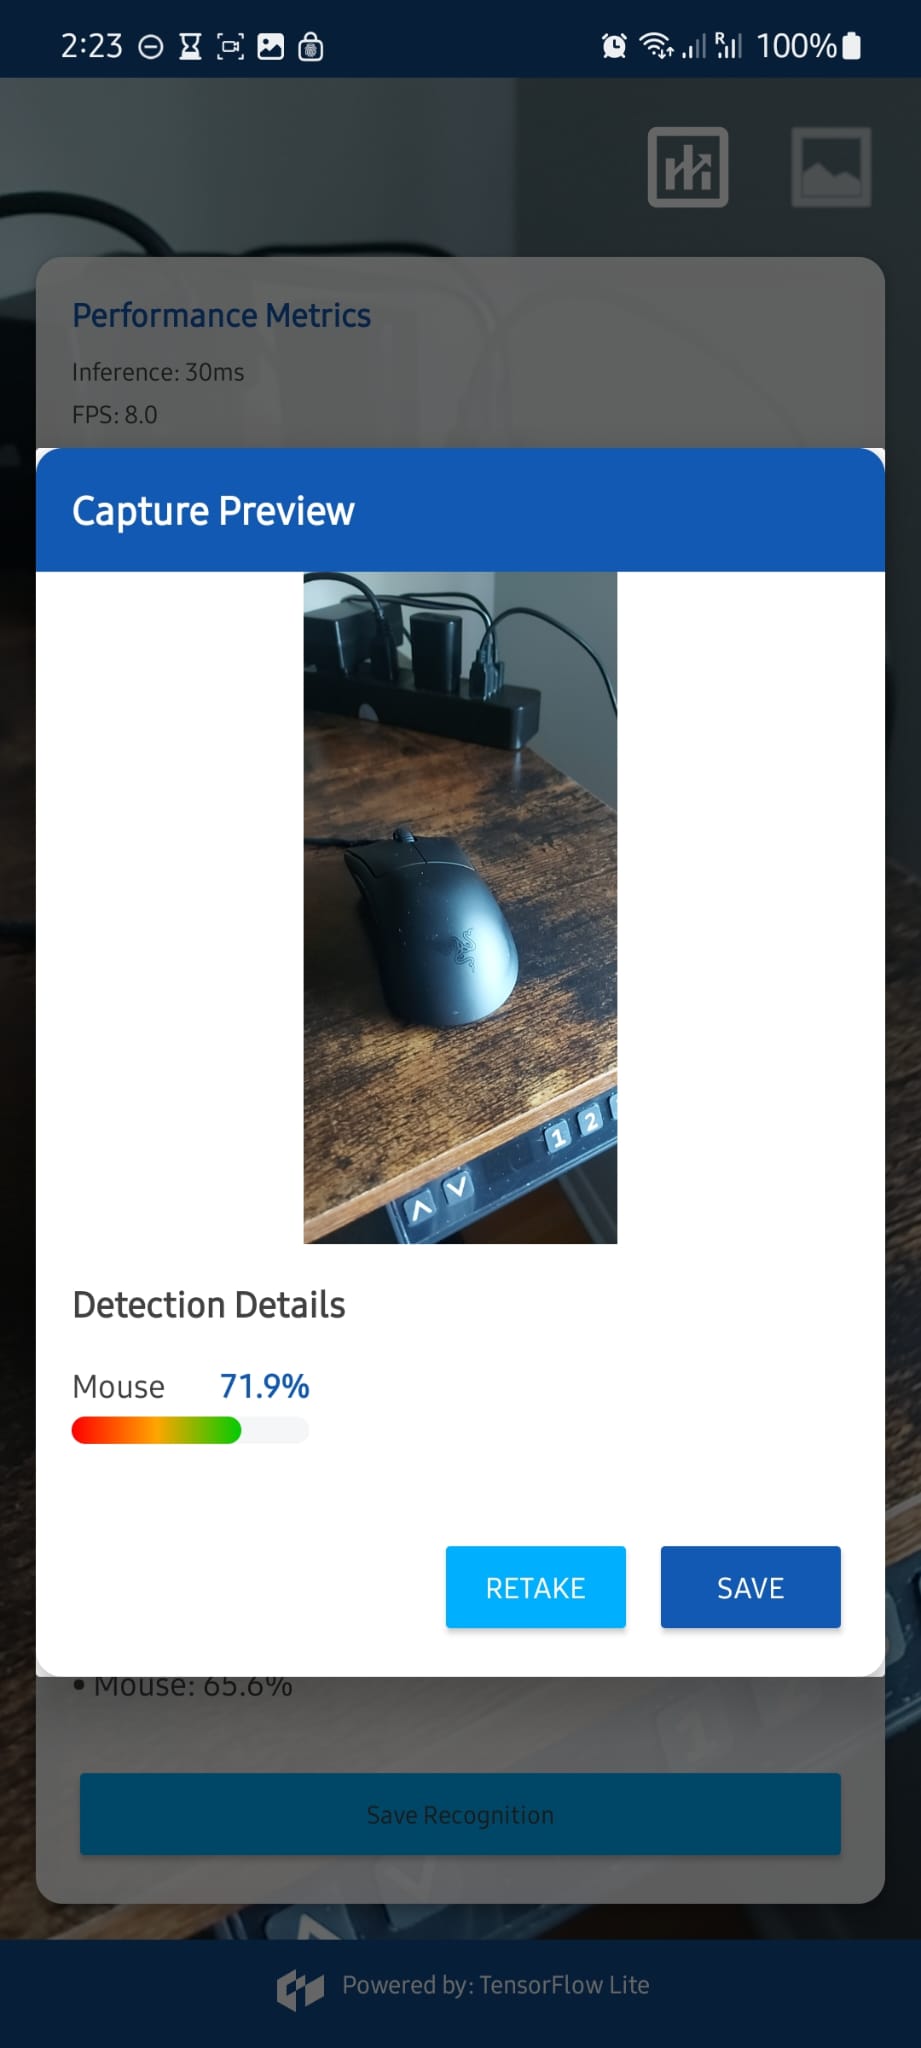 2:23
R
100%
Performance Metrics
Inference: 30ms
FPS: 8.0
Capture Preview
1 2
Detection Details
Mouse 71.9%
RETAKE SAVE
• Mouse: 65.6%
Save Recognition
Powered by: TensorFlow Lite